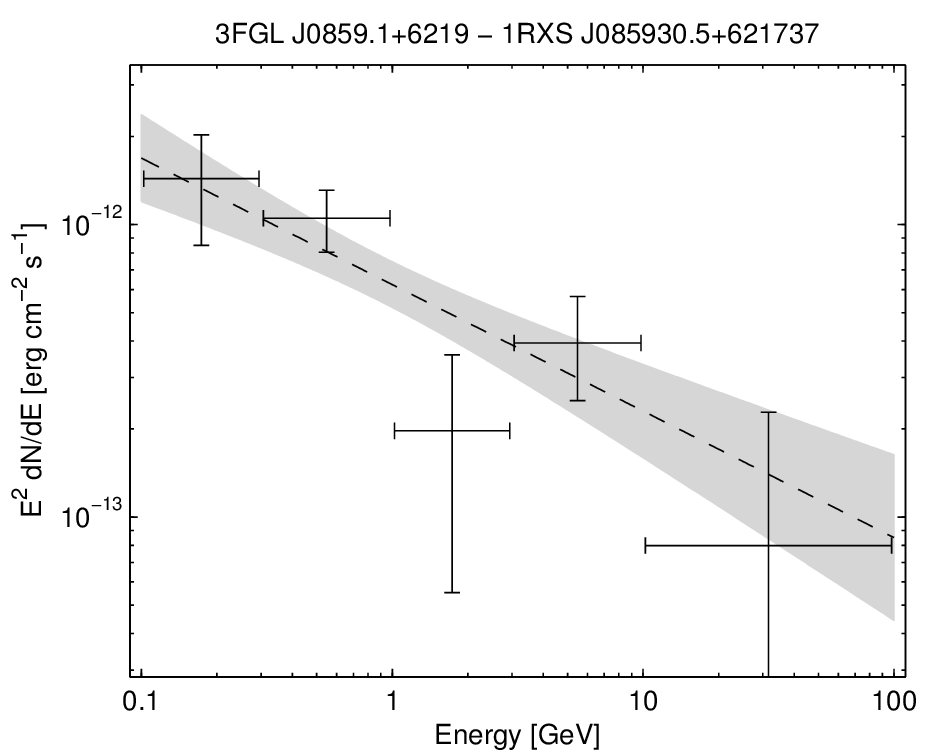 3FGL J0859.1+6219 − 1RXS J085930.5+621737
E² dN/dE [erg cm⁻² s⁻¹]
10⁻¹²
10⁻¹³
0.1 1 10 100
Energy [GeV]